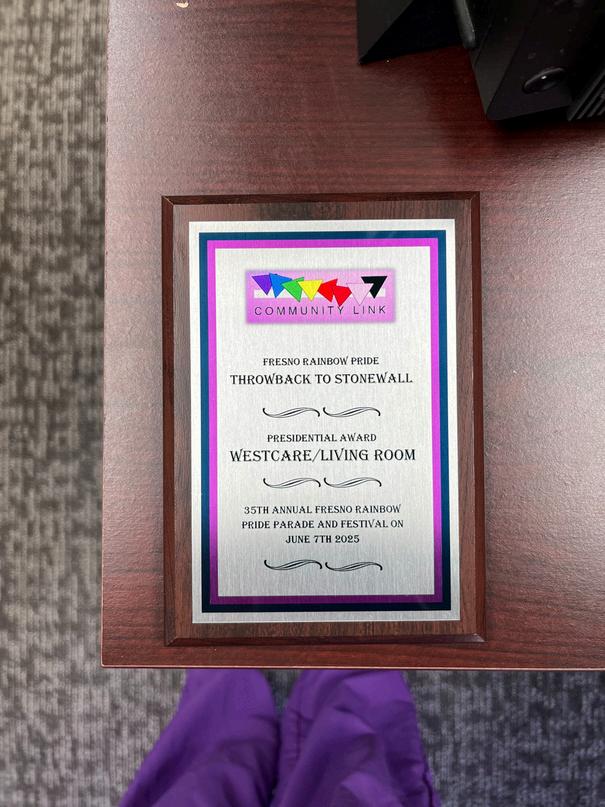 COMMUNITY LINK
FRESNO RAINBOW PRIDE
THROWBACK TO STONEWALL
PRESIDENTIAL AWARD
WESTCARE/LIVING ROOM
35TH ANNUAL FRESNO RAINBOW
PRIDE PARADE AND FESTIVAL ON
JUNE 7TH 2025